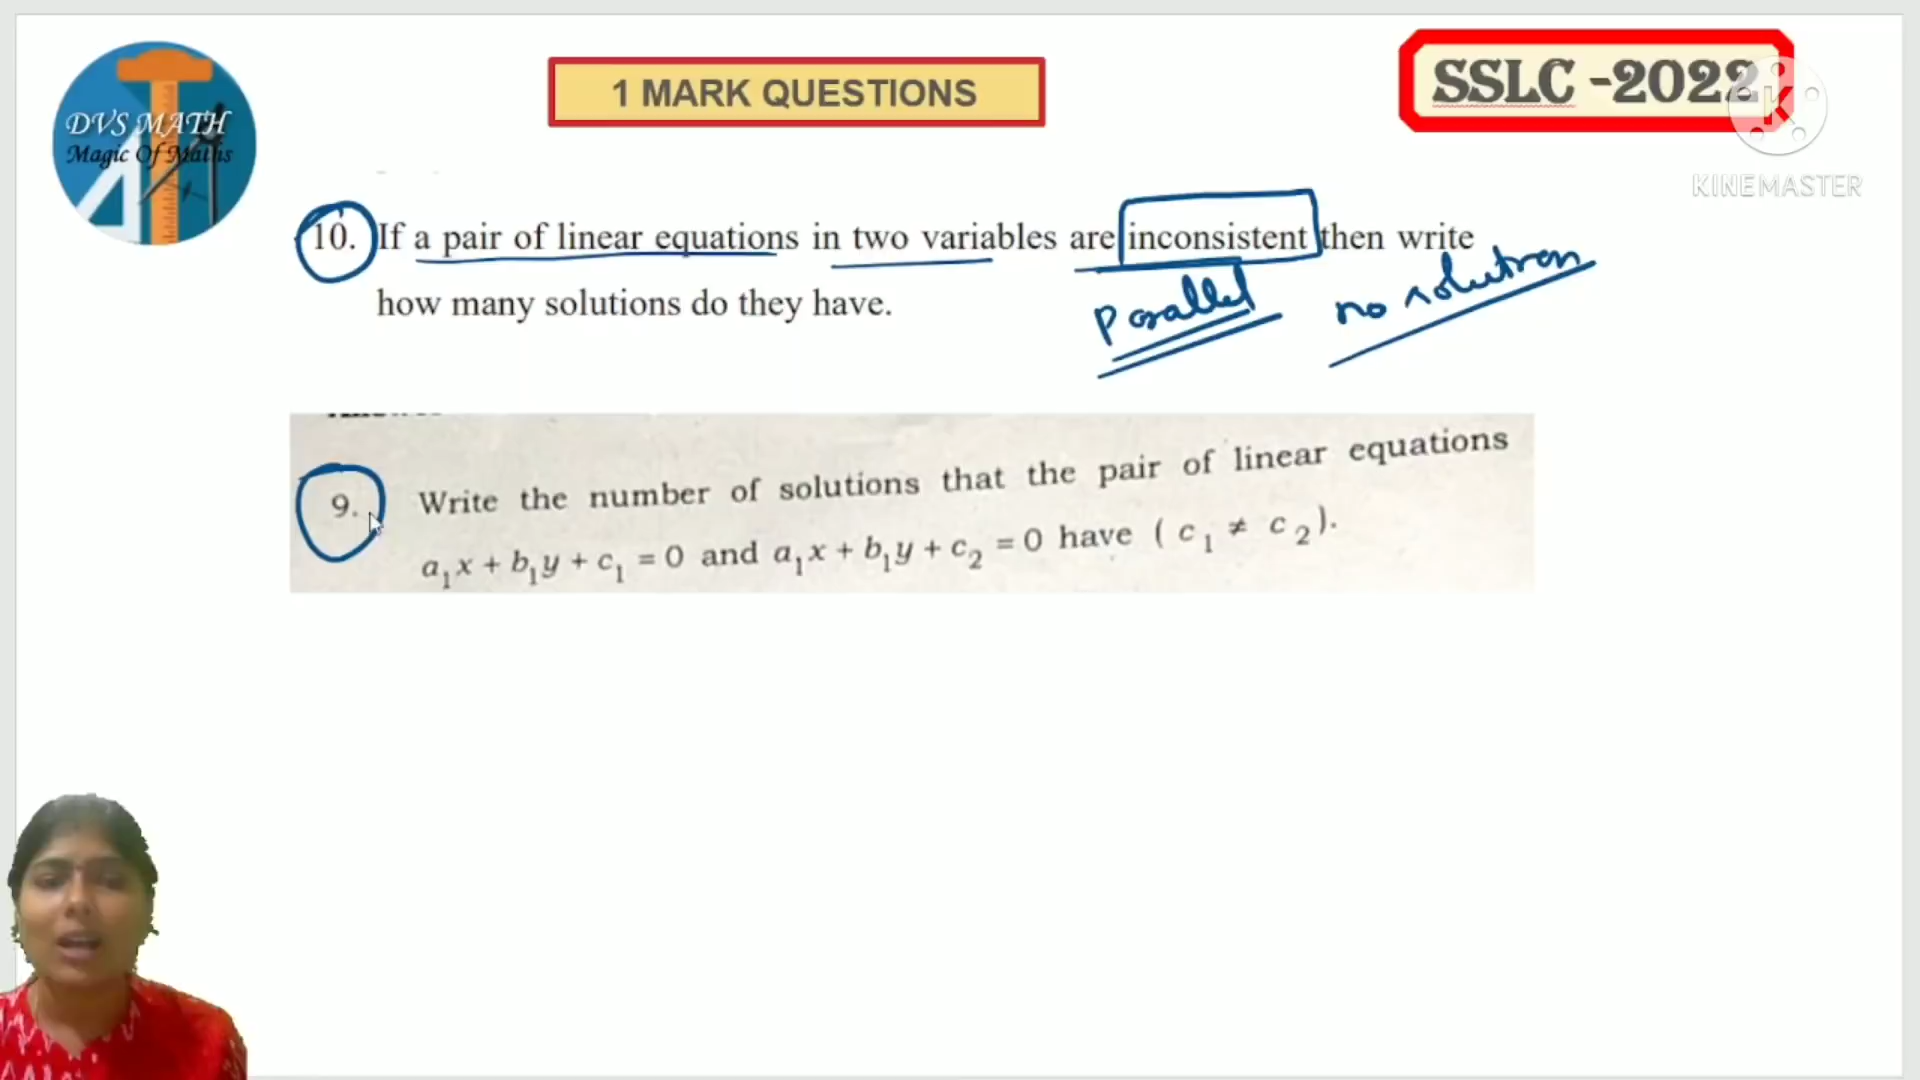 DVS MATH
Magic Of Maths
1 MARK QUESTIONS
SSLC -2022
KINEMASTER
10. If a pair of linear equations in two variables are inconsistent then write
how many solutions do they have.
Parallel
no solution
9. Write the number of solutions that the pair of linear equations
a₁x + b₁y + c₁ = 0 and a₁x + b₁y + c₂ = 0 have ( c₁ ≠ c₂ ).